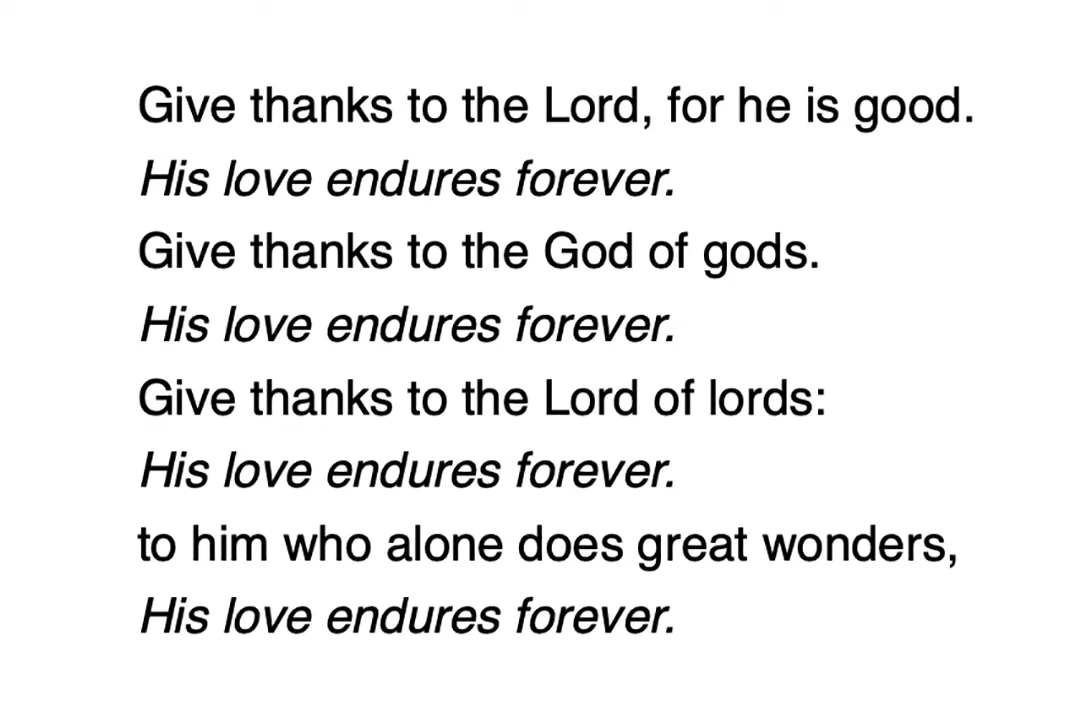 Give thanks to the Lord, for he is good.
His love endures forever.
Give thanks to the God of gods.
His love endures forever.
Give thanks to the Lord of lords:
His love endures forever.
to him who alone does great wonders,
His love endures forever.